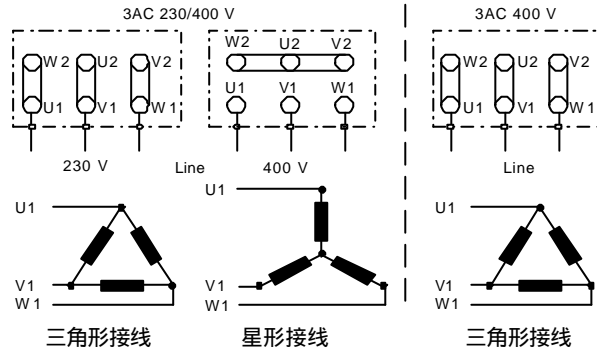 3AC 230/400 V
3AC 400 V
W2 U2 V2
U1 V1 W1
W2 U2 V2
U1 V1 W1
W2 U2 V2
U1 V1 W1
230 V
Line
400 V
Line
U1
V1
W1
三角形接线
U1
V1
W1
星形接线
U1
V1
W1
三角形接线